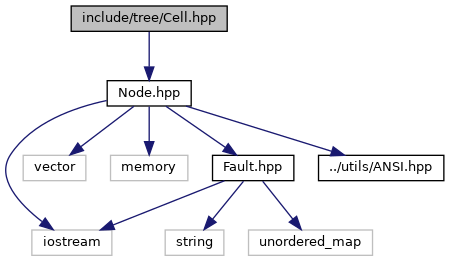 include/tree/Cell.hpp
Node.hpp
vector
memory
Fault.hpp
../utils/ANSI.hpp
iostream
string
unordered_map